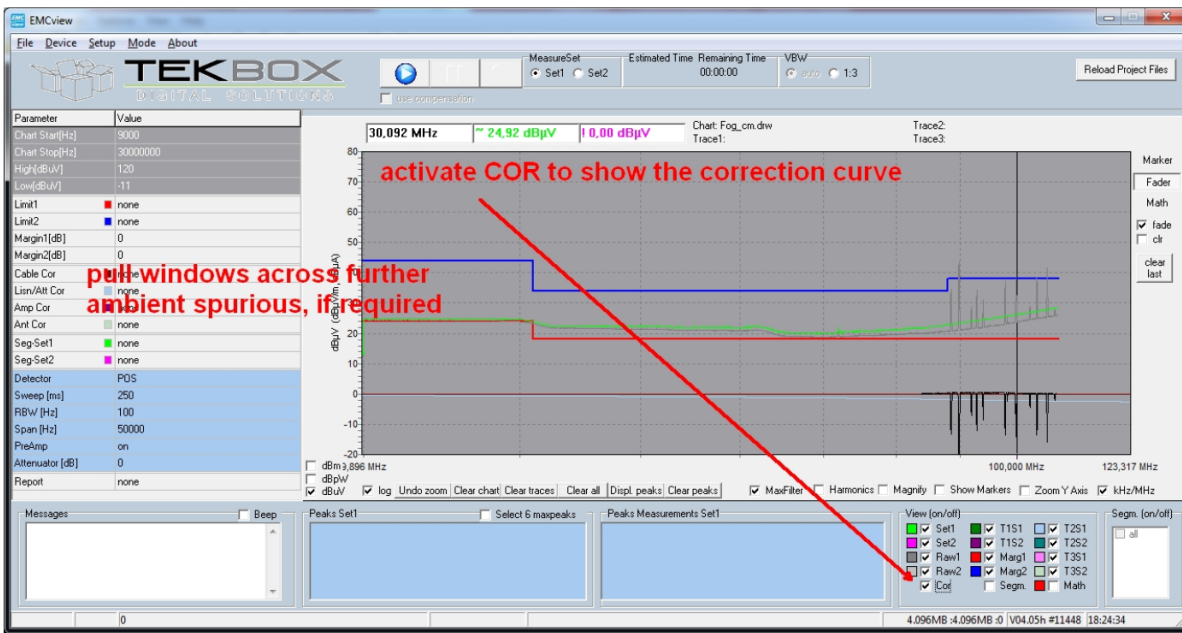 EMCview
File Device Setup Mode About
TEKBOX
DIGITAL SOLUTIONS
MeasureSet
Set1 Set2
Estimated Time Remaining Time
00:00:00
VBW
auto 1:3
Reload Project Files
use compensation
Parameter Value
Chart Start[Hz] 9000
Chart Stop[Hz] 30000000
High[dBuV] 120
Low[dBuV] -11
Limit1 none
Limit2 none
Margin1[dB] 0
Margin2[dB] 0
Cable Cor
Lisn/Att Cor none
Amp Cor
Ant Cor none
Seg-Set1 none
Seg-Set2 none
Detector POS
Sweep [ms] 250
RBW [Hz] 100
Span [Hz] 50000
PreAmp on
Attenuator [dB] 0
Report none
30,092 MHz
~ 24,92 dBµV
! 0,00 dBµV
Chart: Fog_cm.drw
Trace1:
Trace2:
Trace3:
activate COR to show the correction curve
pull windows across further
ambient spurious, if required
80
70
60
50
20
10
0
-10
-20
100,000 MHz
123,317 MHz
Marker
Fader
Math
fade
clr
clear
last
dBm
dBpW
dBuV
log Undo zoom Clear chart Clear traces Clear all Displ. peaks Clear peaks
MaxFilter Harmonics Magnify Show Markers Zoom Y Axis kHz/MHz
Messages
Beep
Peaks Set1
Select 6 maxpeaks
Peaks Measurements Set1
View (on/off)
Set1 T1S1 T2S1
Set2 T1S2 T2S2
Raw1 Marg1 T3S1
Raw2 Marg2 T3S2
Cor Segm. Math
Segm. (on/off)
all
0
4.096MB :4.096MB :0 V04.05h #11448 18:24:34